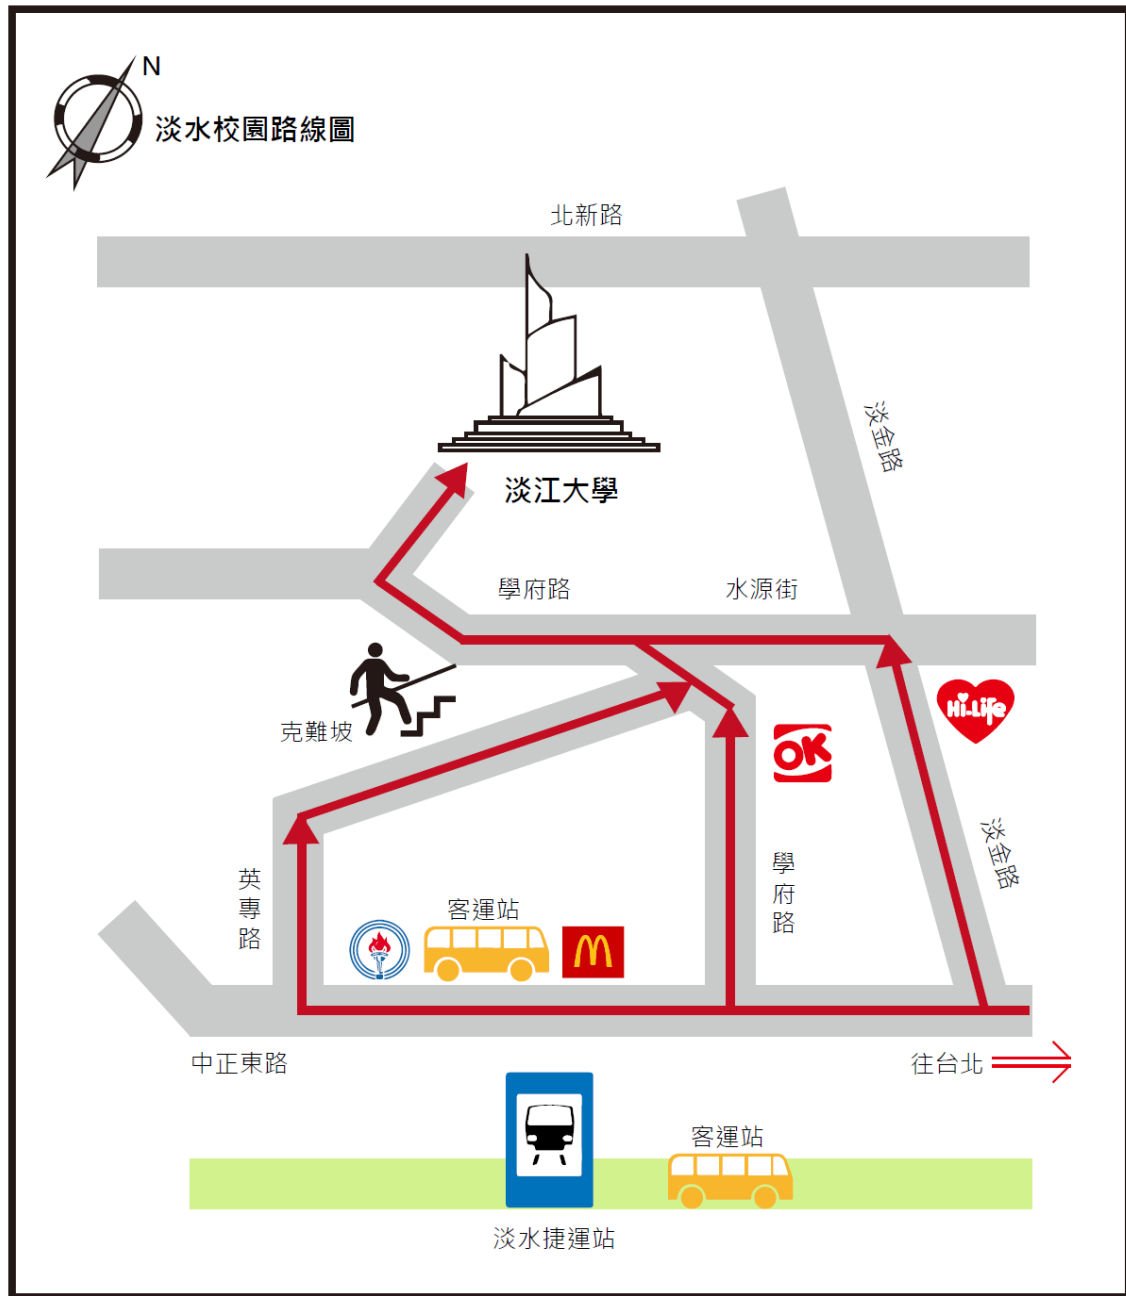 N
淡水校園路線圖
北新路
淡金路
淡江大學
學府路
水源街
Hi-Life
克難坡
OK
淡金路
英專路
客運站
學府路
中正東路
往台北
客運站
淡水捷運站